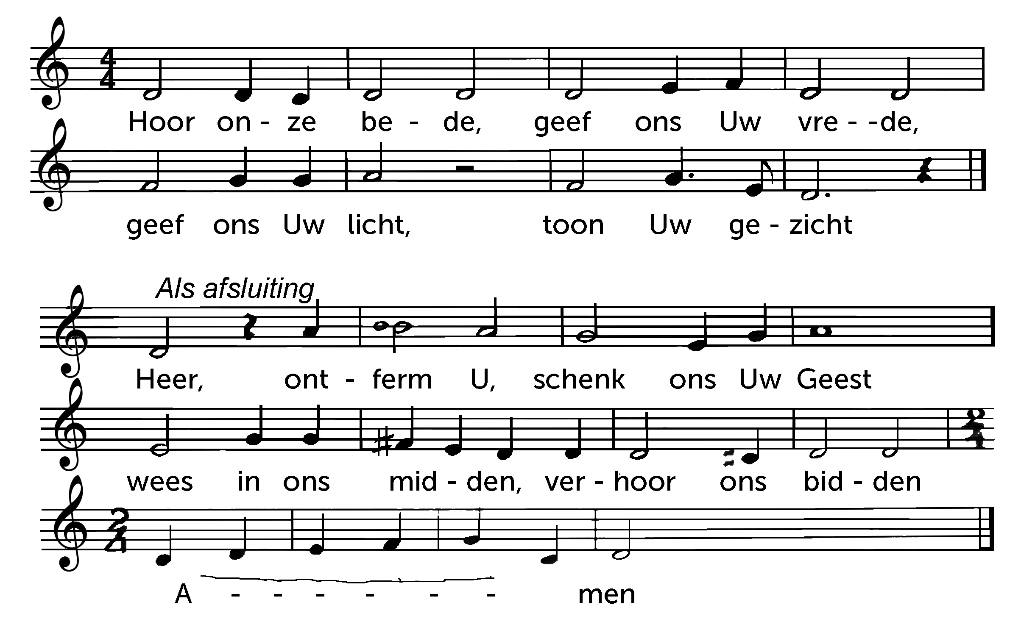 Hoor on - ze be - de, geef ons Uw vre - -de,
geef ons Uw licht, toon Uw ge - zicht
Als afsluiting
Heer, ont - ferm U, schenk ons Uw Geest
wees in ons mid - den, ver - hoor ons bid - den
A - - - - - - men